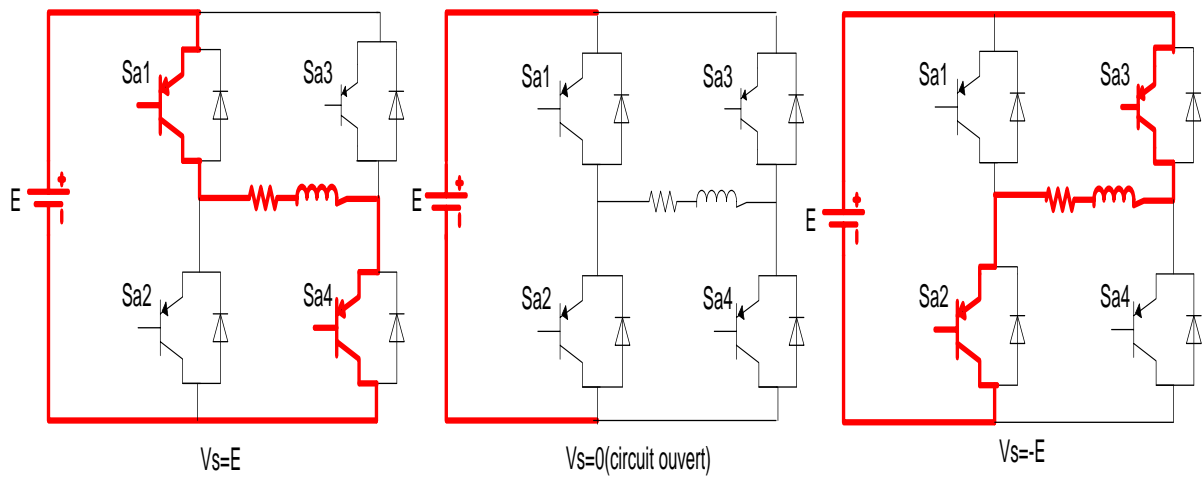 Sa1
Sa3
E
+
Sa2
Sa4
Vs=E
Sa1
Sa3
E
+
Sa2
Sa4
Vs=0(circuit ouvert)
Sa1
Sa3
E
+
Sa2
Sa4
Vs=-E